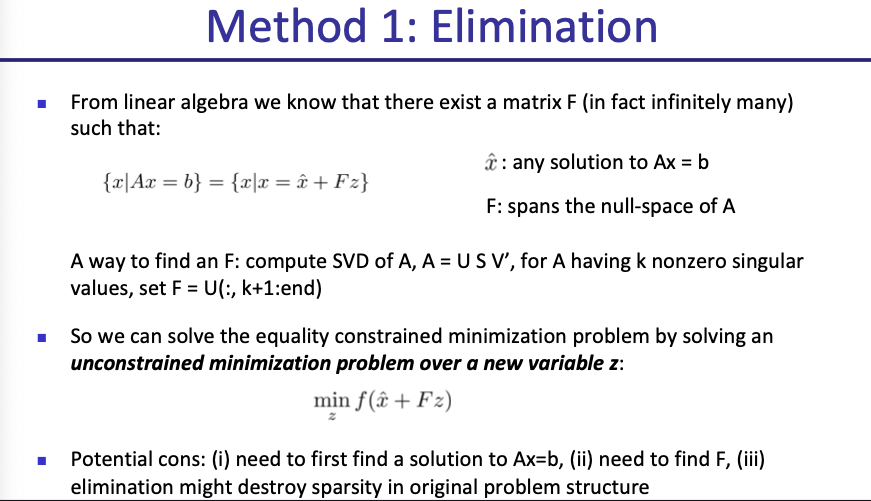 Method 1: Elimination
▪ From linear algebra we know that there exist a matrix F (in fact infinitely many)
such that:
x̂ : any solution to Ax = b
{x|Ax = b} = {x|x = x̂ + Fz}
F: spans the null-space of A
A way to find an F: compute SVD of A, A = U S V’, for A having k nonzero singular
values, set F = U(:, k+1:end)
▪ So we can solve the equality constrained minimization problem by solving an
unconstrained minimization problem over a new variable z:
min f(x̂ + Fz)
z
▪ Potential cons: (i) need to first find a solution to Ax=b, (ii) need to find F, (iii)
elimination might destroy sparsity in original problem structure